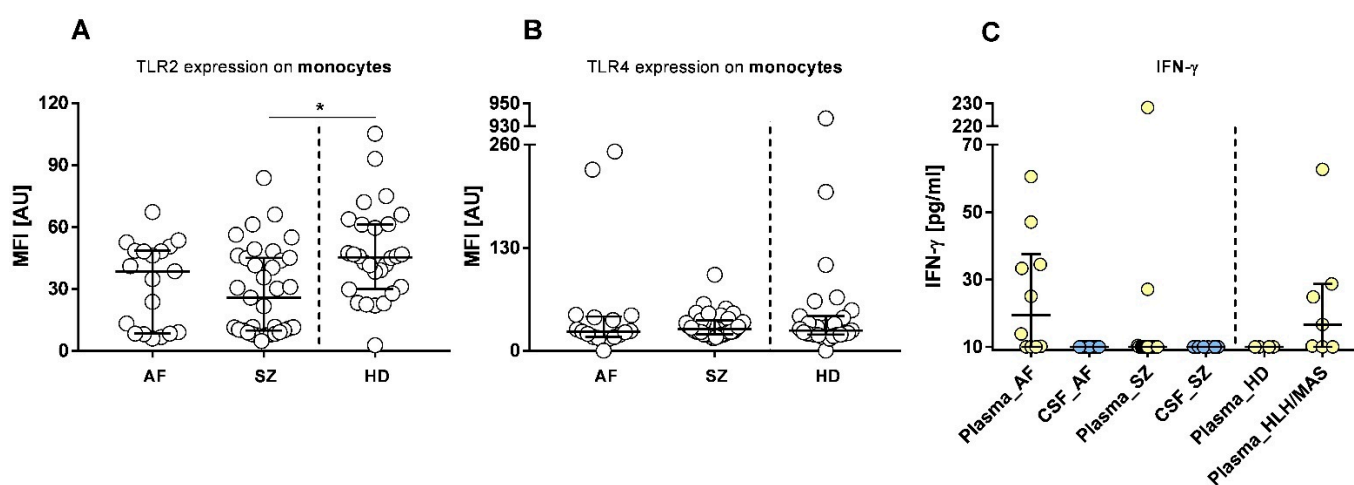 A
TLR2 expression on monocytes
MFI [AU]
120
90
60
30
0
*
AF
SZ
HD
B
TLR4 expression on monocytes
MFI [AU]
950
930
260
130
0
AF
SZ
HD
C
IFN-γ
IFN-γ [pg/ml]
230
220
70
50
30
10
Plasma_AF
CSF_AF
Plasma_SZ
CSF_SZ
Plasma_HD
Plasma_HLH/MAS